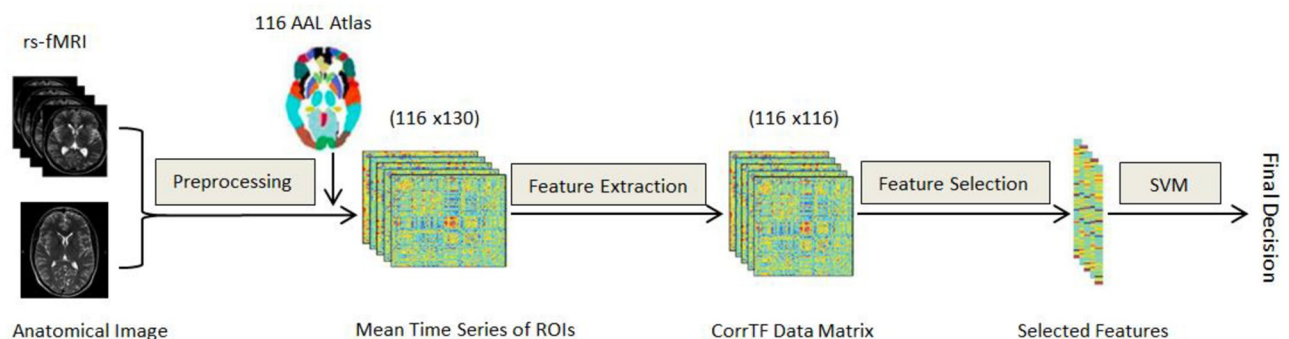 116 AAL Atlas
rs-fMRI
(116 x130)
(116 x116)
Preprocessing
Feature Extraction
Feature Selection
SVM
Final Decision
Anatomical Image
Mean Time Series of ROIs
CorrTF Data Matrix
Selected Features